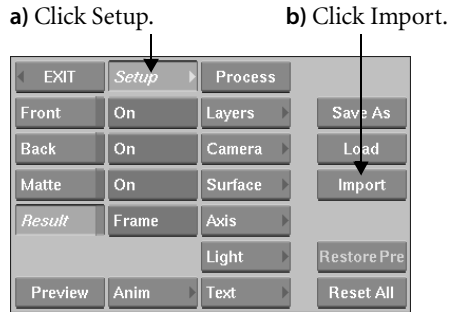 a) Click Setup. b) Click Import.
EXIT Setup Process
Front On Layers Save As
Back On Camera Load
Matte On Surface Import
Result Frame Axis
Light Restore Pre
Preview Anim Text Reset All